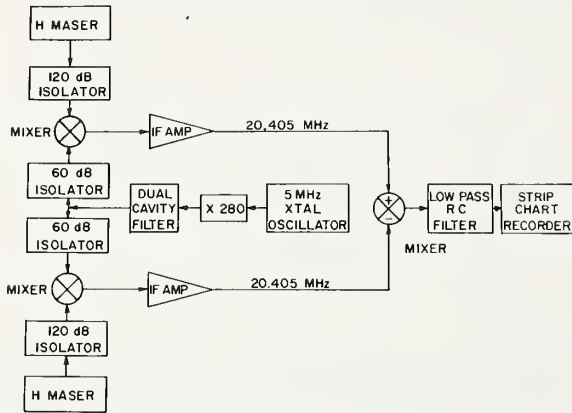 H MASER
120 dB
ISOLATOR
MIXER
IF AMP
20.405 MHz
60 dB
ISOLATOR
DUAL
CAVITY
FILTER
X 280
5 MHz
XTAL
OSCILLATOR
+
−
MIXER
LOW PASS
R C
FILTER
STRIP
CHART
RECORDER
60 dB
ISOLATOR
MIXER
IF AMP
20.405 MHz
120 dB
ISOLATOR
H MASER